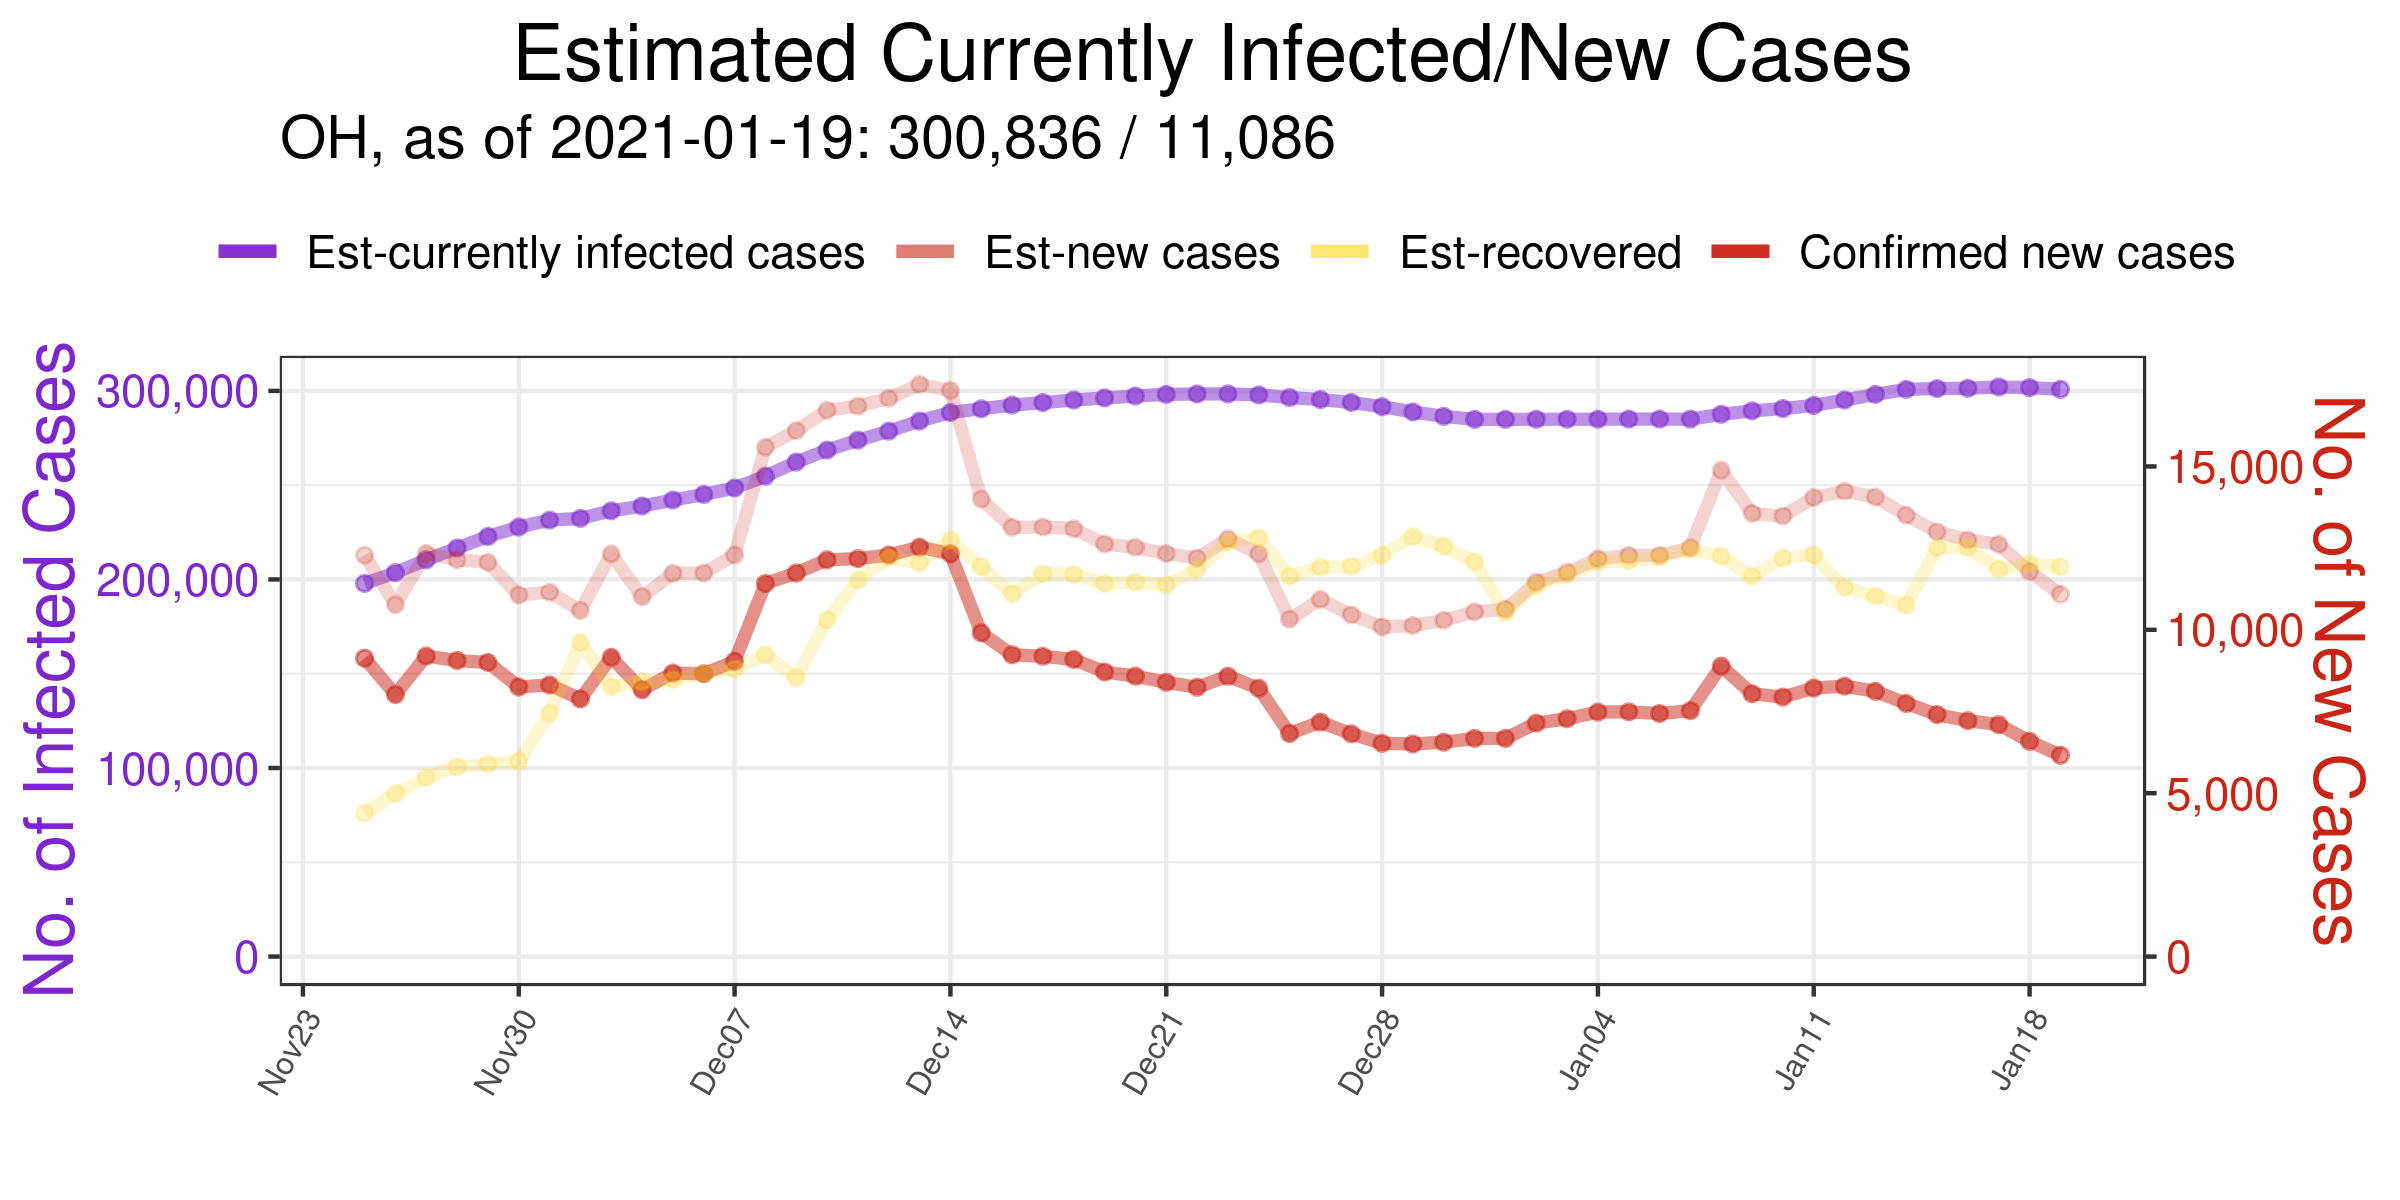 Estimated Currently Infected/New Cases
OH, as of 2021-01-19: 300,836 / 11,086
Est-currently infected cases Est-new cases Est-recovered Confirmed new cases
No. of Infected Cases
300,000
200,000
100,000
0
15,000
10,000
5,000
0
No. of New Cases
Nov23 Nov30 Dec07 Dec14 Dec21 Dec28 Jan04 Jan11 Jan18